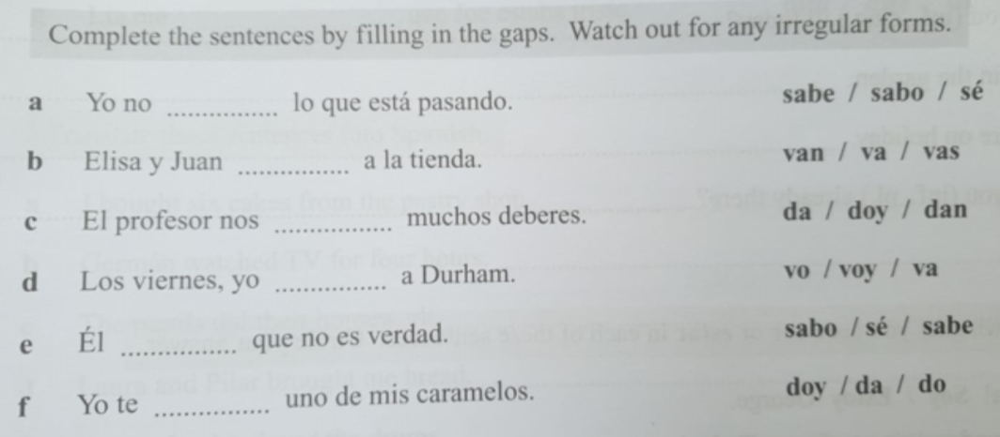 Complete the sentences by filling in the gaps. Watch out for any irregular forms.
a Yo no .............. lo que está pasando. sabe / sabo / sé
b Elisa y Juan .............. a la tienda. van / va / vas
c El profesor nos .............. muchos deberes. da / doy / dan
d Los viernes, yo .............. a Durham. vo / voy / va
e Él .............. que no es verdad. sabo / sé / sabe
f Yo te .............. uno de mis caramelos. doy / da / do